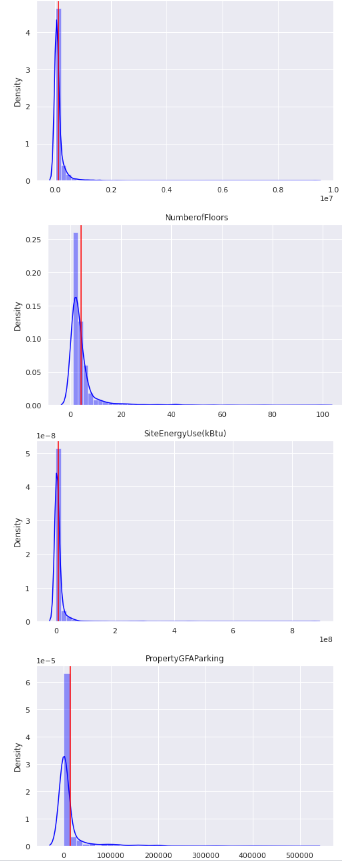 4
3
2
1
0
Density
0.0 0.2 0.4 0.6 0.8 1.0
1e7
NumberofFloors
0.25
0.20
0.15
0.10
0.05
0.00
Density
0 20 40 60 80 100
SiteEnergyUse(kBtu)
1e−8
5
4
3
2
1
0
Density
0 2 4 6 8
1e8
PropertyGFAParking
1e−5
6
5
4
3
2
1
0
Density
0 100000 200000 300000 400000 500000